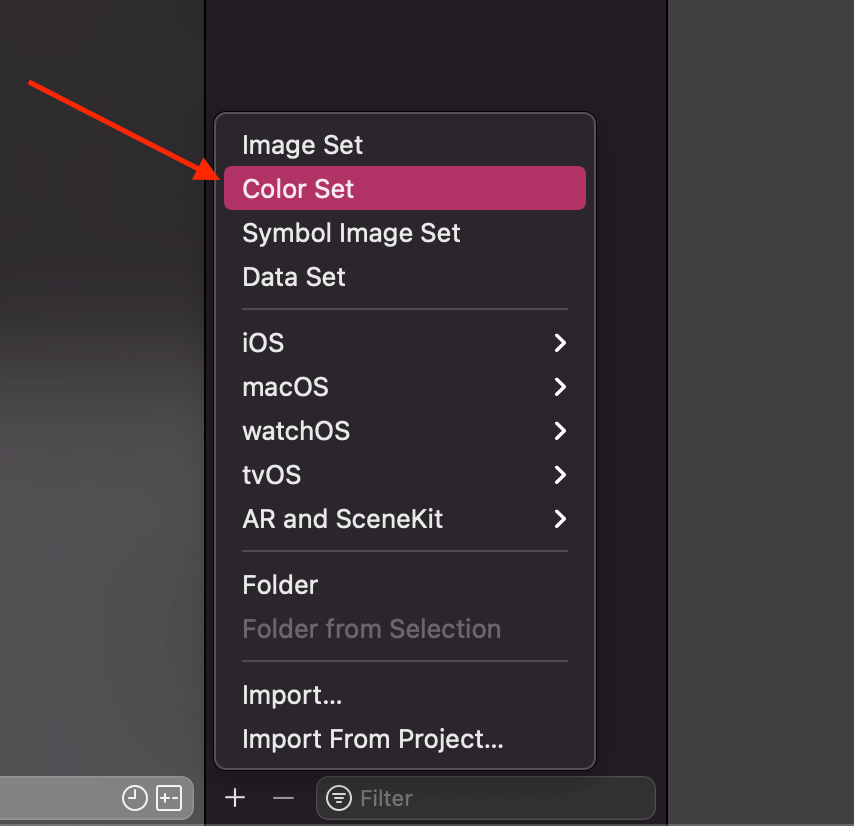 Image Set
Color Set
Symbol Image Set
Data Set
iOS
macOS
watchOS
tvOS
AR and SceneKit
Folder
Folder from Selection
Import...
Import From Project...
Filter